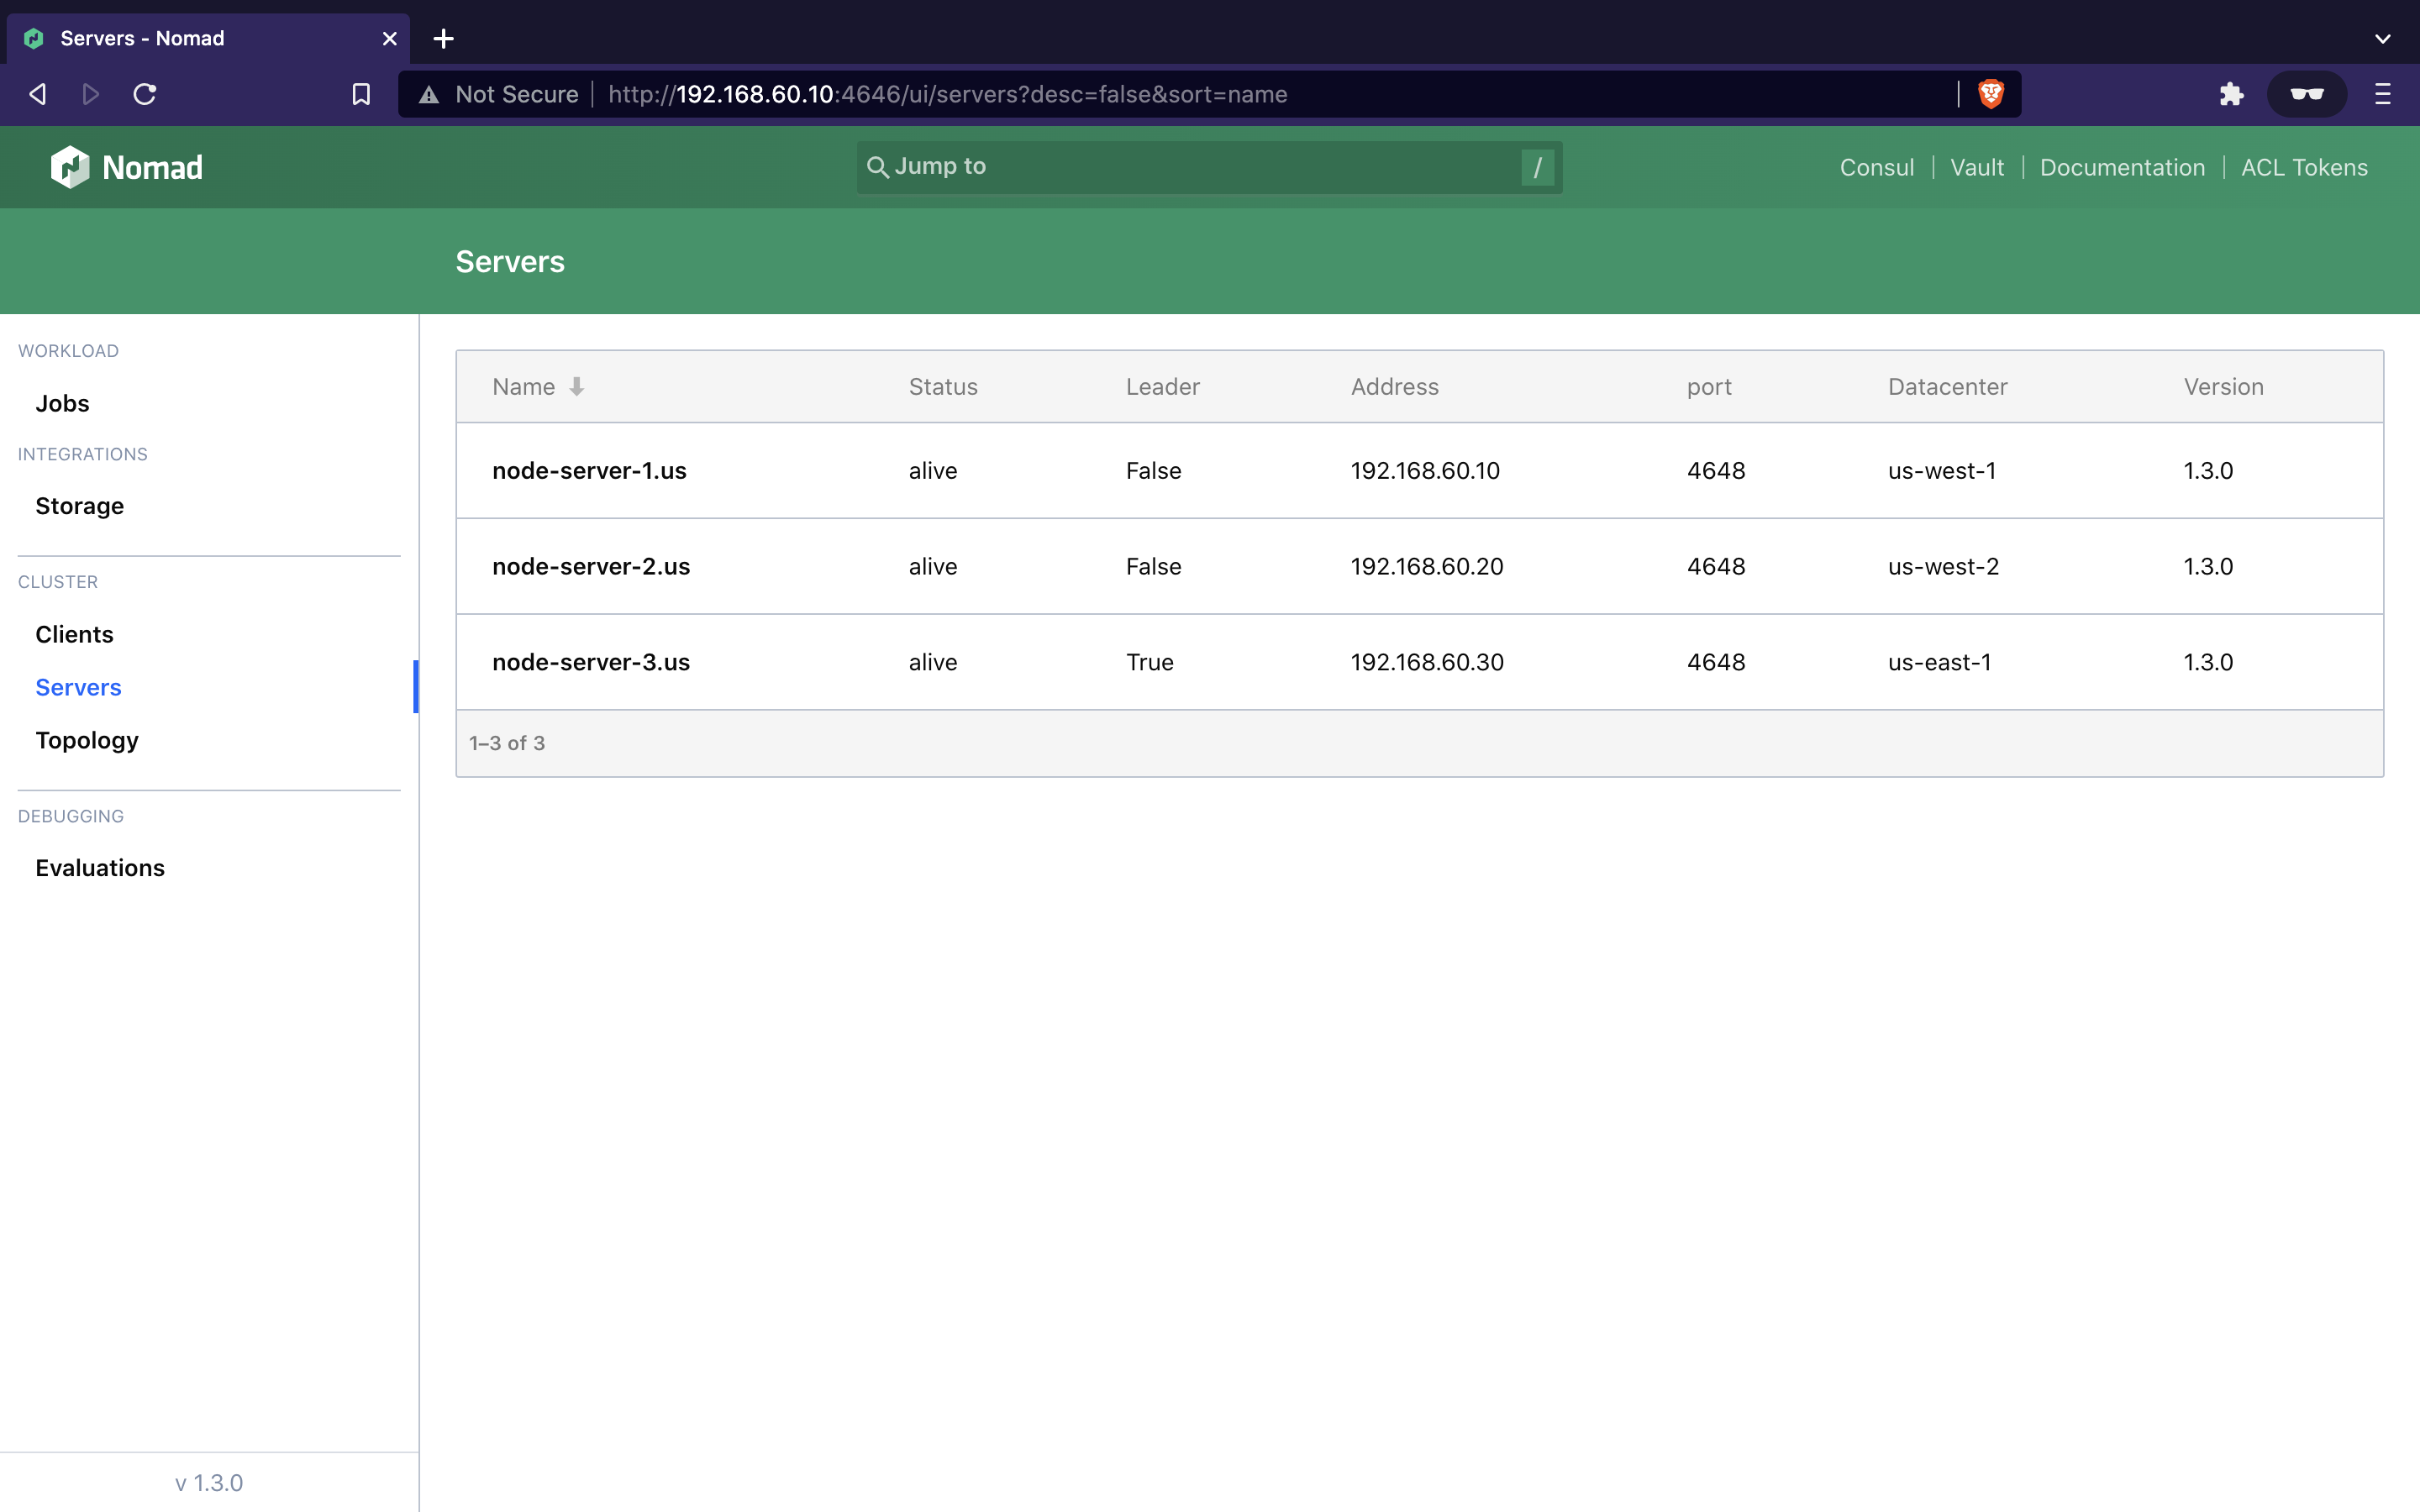 Servers - Nomad
Not Secure http://192.168.60.10:4646/ui/servers?desc=false&sort=name
Nomad
Jump to /
Consul Vault Documentation ACL Tokens
Servers
WORKLOAD
Jobs
INTEGRATIONS
Storage
CLUSTER
Clients
Servers
Topology
DEBUGGING
Evaluations
v 1.3.0
Name Status Leader Address port Datacenter Version
node-server-1.us alive False 192.168.60.10 4648 us-west-1 1.3.0
node-server-2.us alive False 192.168.60.20 4648 us-west-2 1.3.0
node-server-3.us alive True 192.168.60.30 4648 us-east-1 1.3.0
1–3 of 3